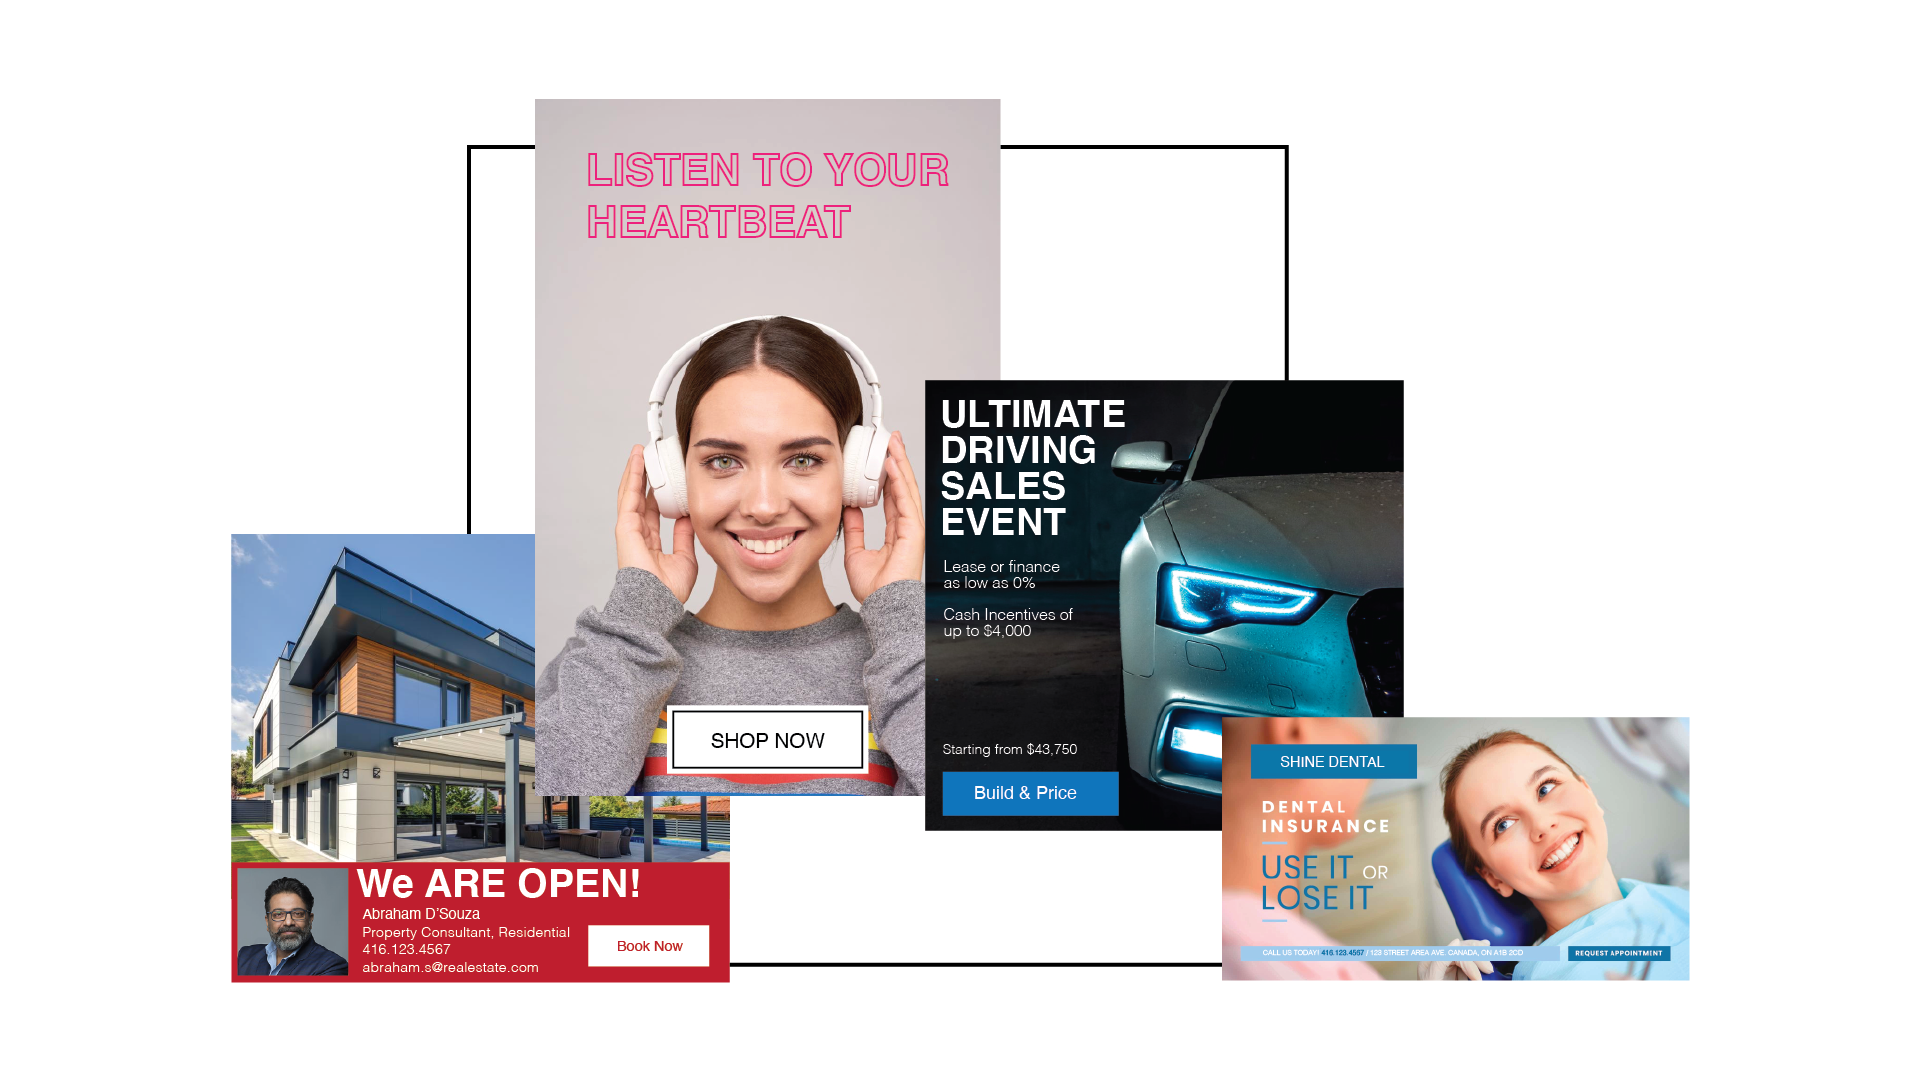 LISTEN TO YOUR
HEARTBEAT
SHOP NOW
ULTIMATE
DRIVING
SALES
EVENT
Lease or finance
as low as 0%
Cash Incentives of
up to $4,000
Starting from $43,750
Build & Price
We ARE OPEN!
Abraham D'Souza
Property Consultant, Residential
416.123.4567
abraham.s@realestate.com
Book Now
SHINE DENTAL
DENTAL
INSURANCE
USE IT OR
LOSE IT
CALL US TODAY! 416.123.4567 / 123 STREET AREA AVE. CANADA, ON A1B 2CD
REQUEST APPOINTMENT